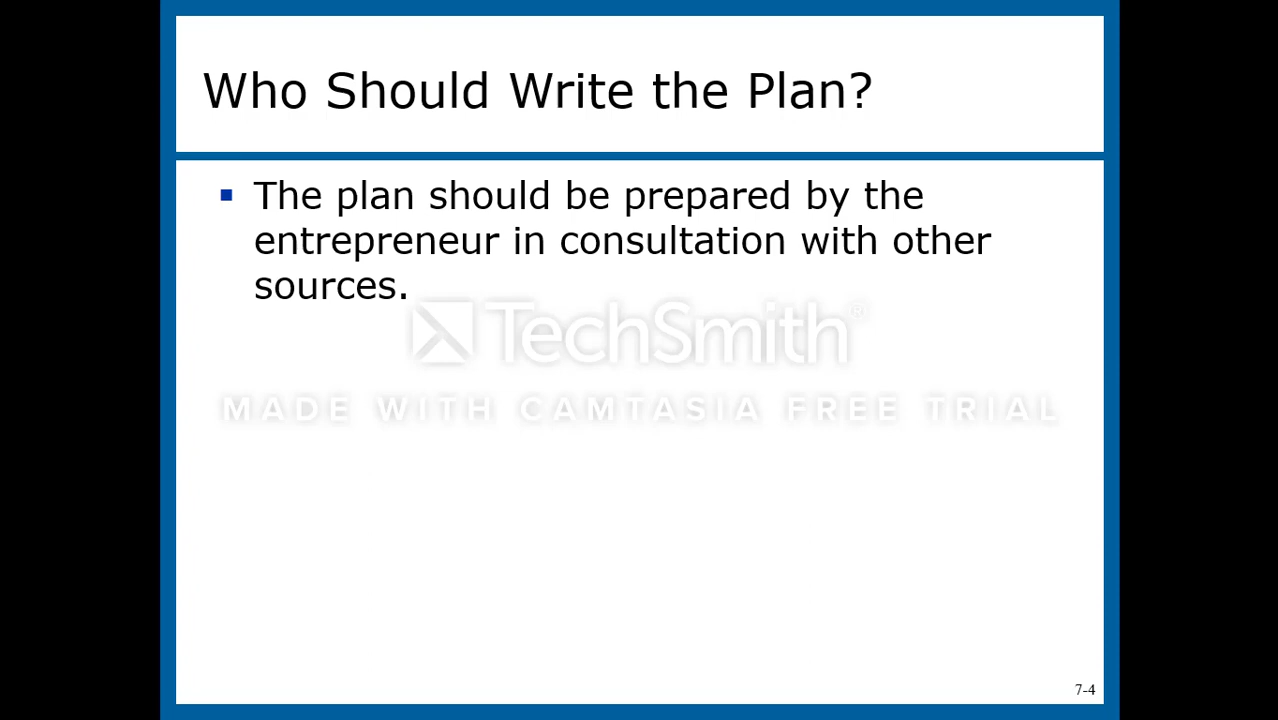 Who Should Write the Plan?
▪ The plan should be prepared by the
entrepreneur in consultation with other
sources.
TechSmith®
MADE WITH CAMTASIA FREE TRIAL
7-4